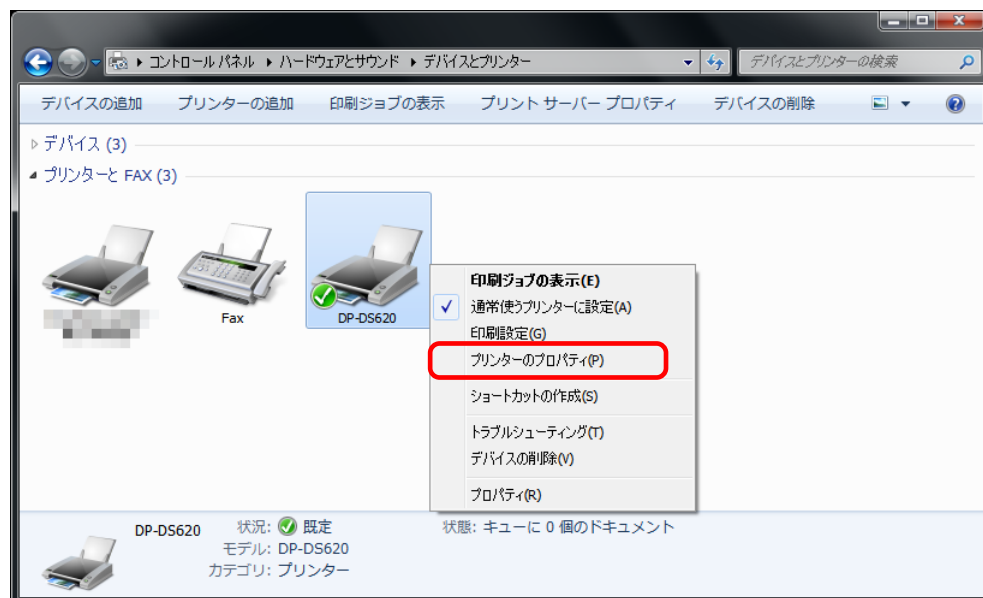 コントロール パネル ハードウェアとサウンド デバイスとプリンター デバイスとプリンターの検索
デバイスの追加 プリンターの追加 印刷ジョブの表示 プリント サーバー プロパティ デバイスの削除
デバイス (3)
プリンターと FAX (3)
Fax
DP-DS620
印刷ジョブの表示(E)
通常使うプリンターに設定(A)
印刷設定(G)
プリンターのプロパティ(P)
ショートカットの作成(S)
トラブルシューティング(T)
デバイスの削除(V)
プロパティ(R)
DP-DS620 状況: 既定 状態: キューに 0 個のドキュメント
モデル: DP-DS620
カテゴリ: プリンター